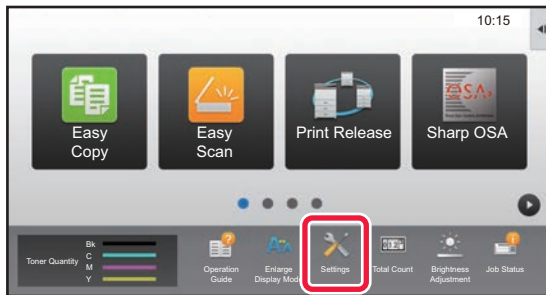 10:15
Easy
Copy
Easy
Scan
Print Release
Sharp OSA
OSA
Toner Quantity
Bk
C
M
Y
Operation
Guide
Enlarge
Display Mode
Settings
Total Count
Brightness
Adjustment
Job Status